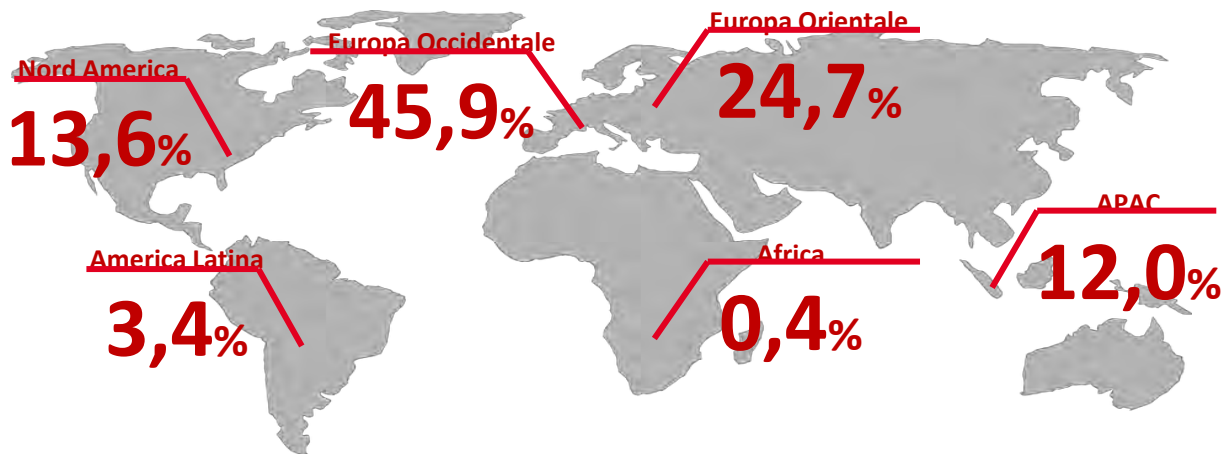 Europa Orientale
24,7%
Europa Occidentale
45,9%
Nord America
13,6%
APAC
12,0%
America Latina
3,4%
Africa
0,4%